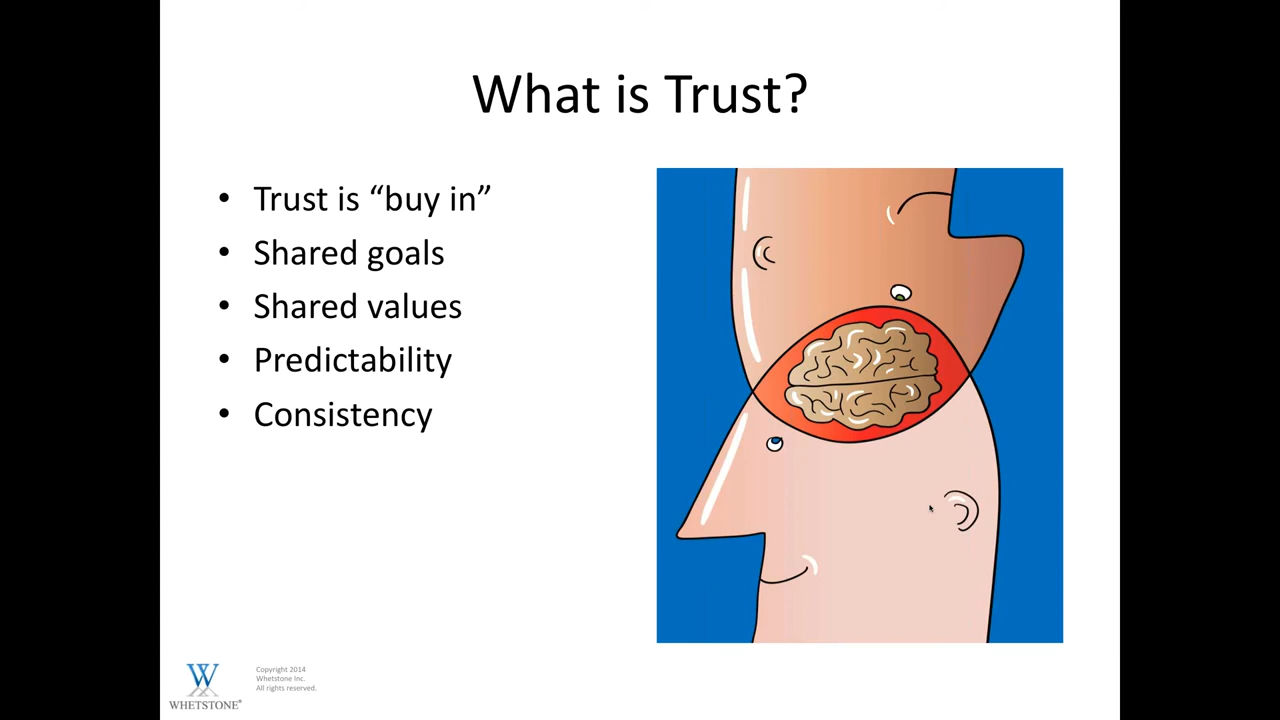 What is Trust?
• Trust is “buy in”
• Shared goals
• Shared values
• Predictability
• Consistency
W
WHETSTONE®
Copyright 2014
Whetstone Inc.
All rights reserved.